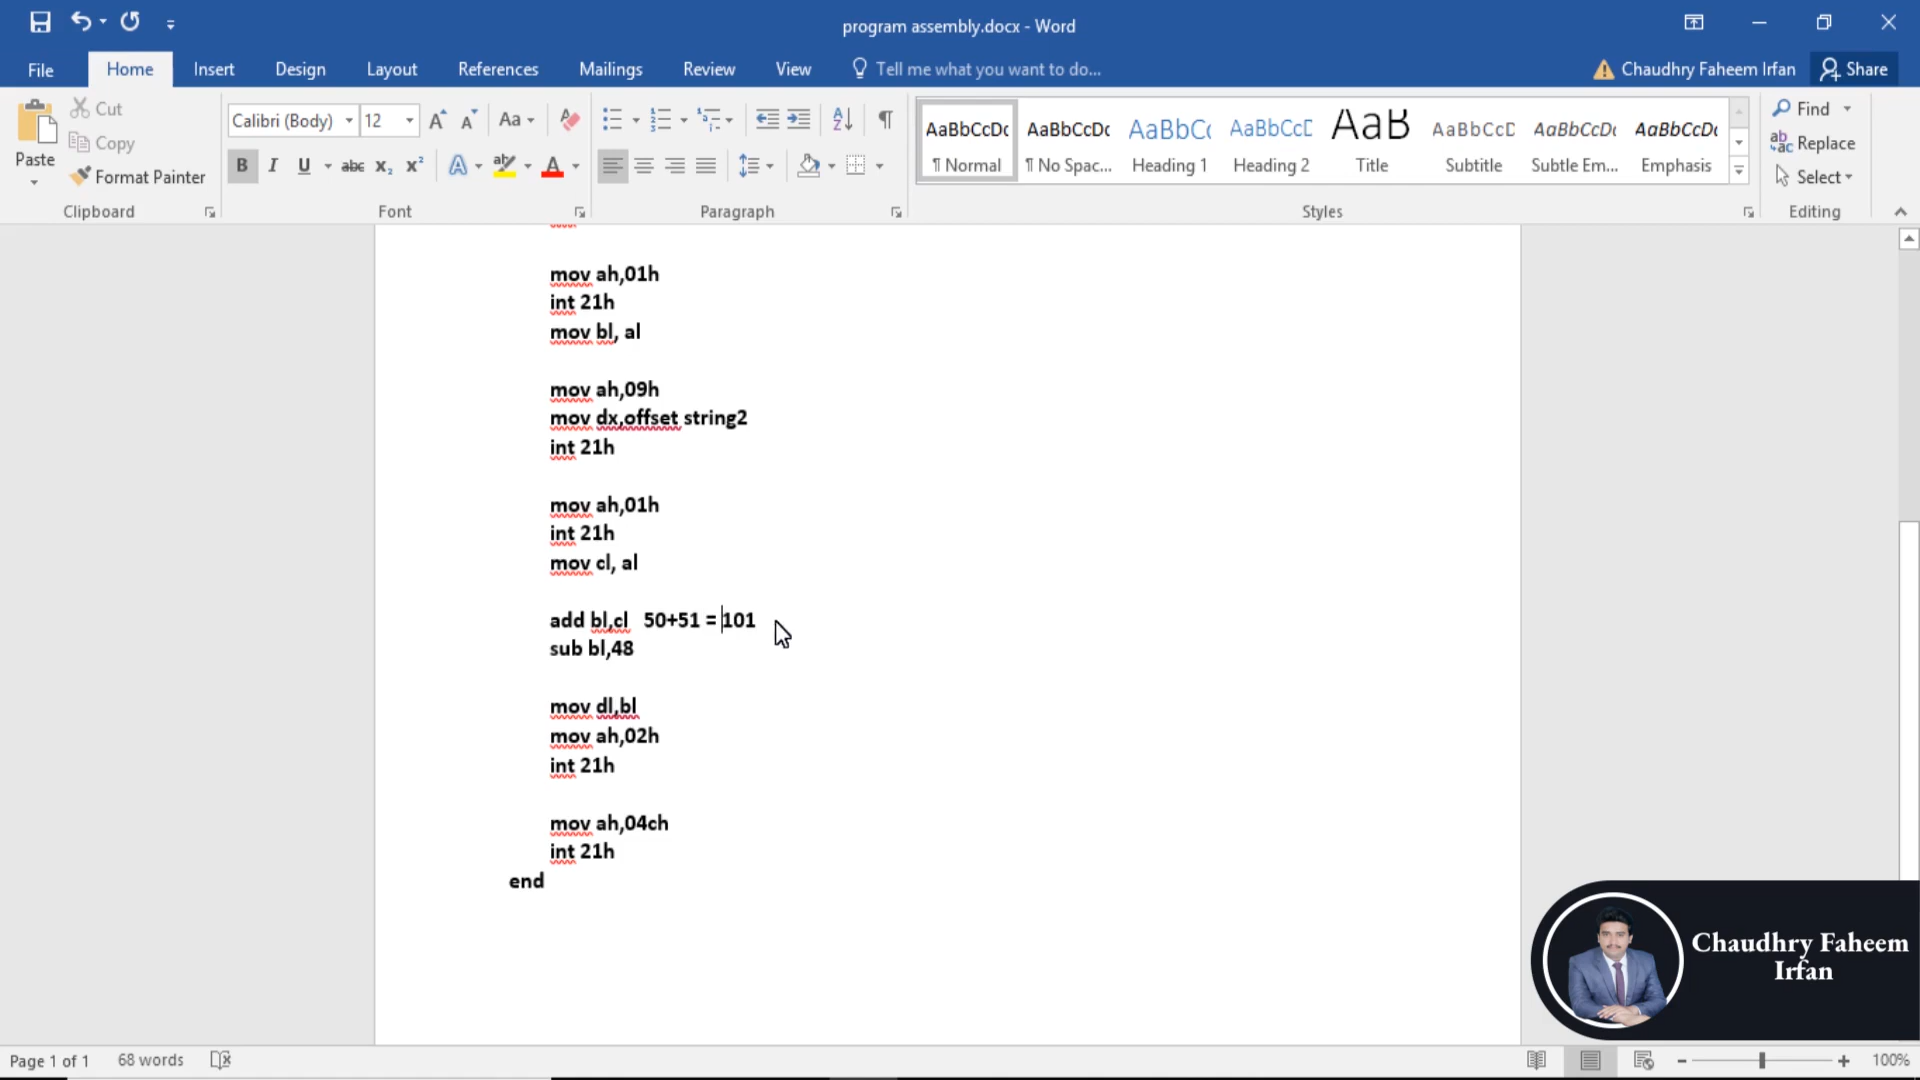 program assembly.docx - Word
File Home Insert Design Layout References Mailings Review View Tell me what you want to do... Chaudhry Faheem Irfan Share
Paste Cut Copy Format Painter
Calibri (Body) 12
AaBbCcDc AaBbCcDc AaBbC AaBbCcD AaB AaBbCcD AaBbCcDc AaBbCcDc
¶ Normal ¶ No Spac... Heading 1 Heading 2 Title Subtitle Subtle Em... Emphasis
Find
Replace
Select
Clipboard Font Paragraph Styles Editing
mov ah,01h
int 21h
mov bl, al
mov ah,09h
mov dx,offset string2
int 21h
mov ah,01h
int 21h
mov cl, al
add bl,cl 50+51 = 101
sub bl,48
mov dl,bl
mov ah,02h
int 21h
mov ah,04ch
int 21h
end
Chaudhry Faheem
Irfan
Page 1 of 1 68 words 100%